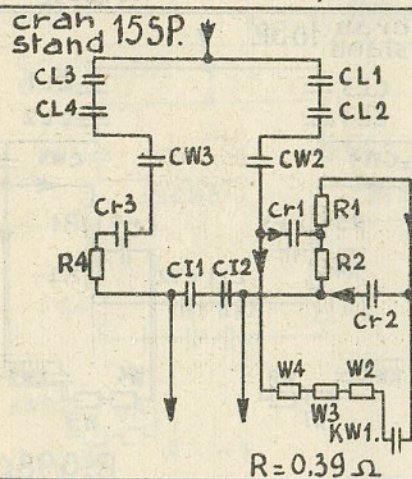 cran 15SP.
stand
CL3
CL1
CL4
CL2
CW3
CW2
Cr3
Cr1
R1
R4
CI1
CI2
R2
Cr2
W4
W3
W2
KW1.
R=0,39 Ω